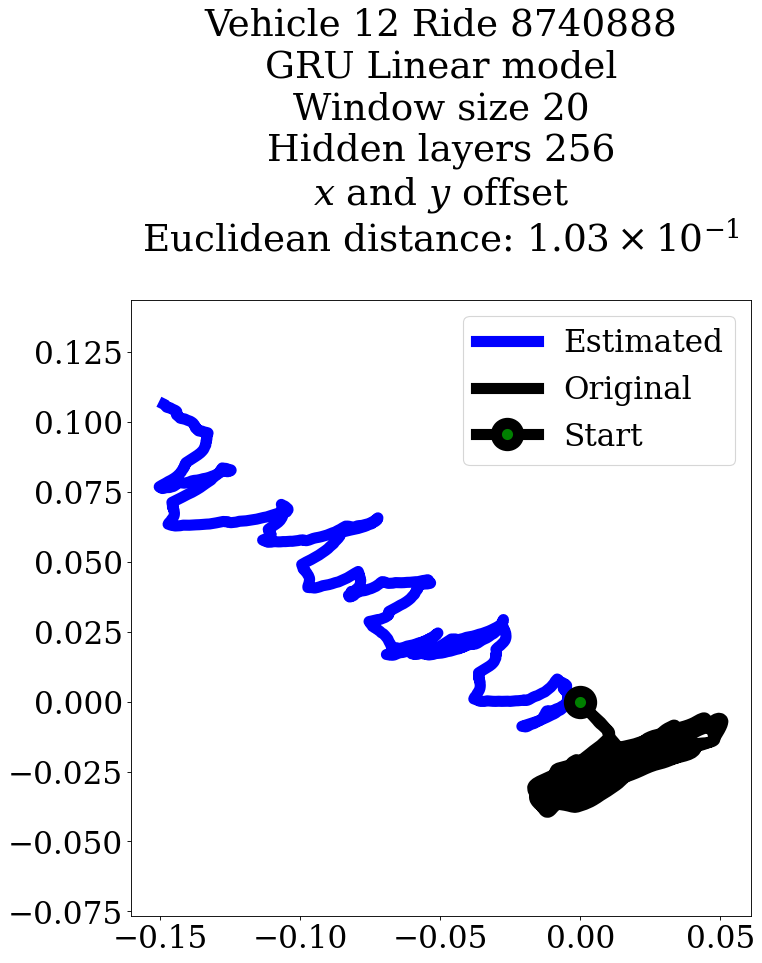 Vehicle 12 Ride 8740888
GRU Linear model
Window size 20
Hidden layers 256
x and y offset
Euclidean distance: 1.03 × 10⁻¹
Estimated
Original
Start
0.125
0.100
0.075
0.050
0.025
0.000
−0.025
−0.050
−0.075
−0.15 −0.10 −0.05 0.00 0.05